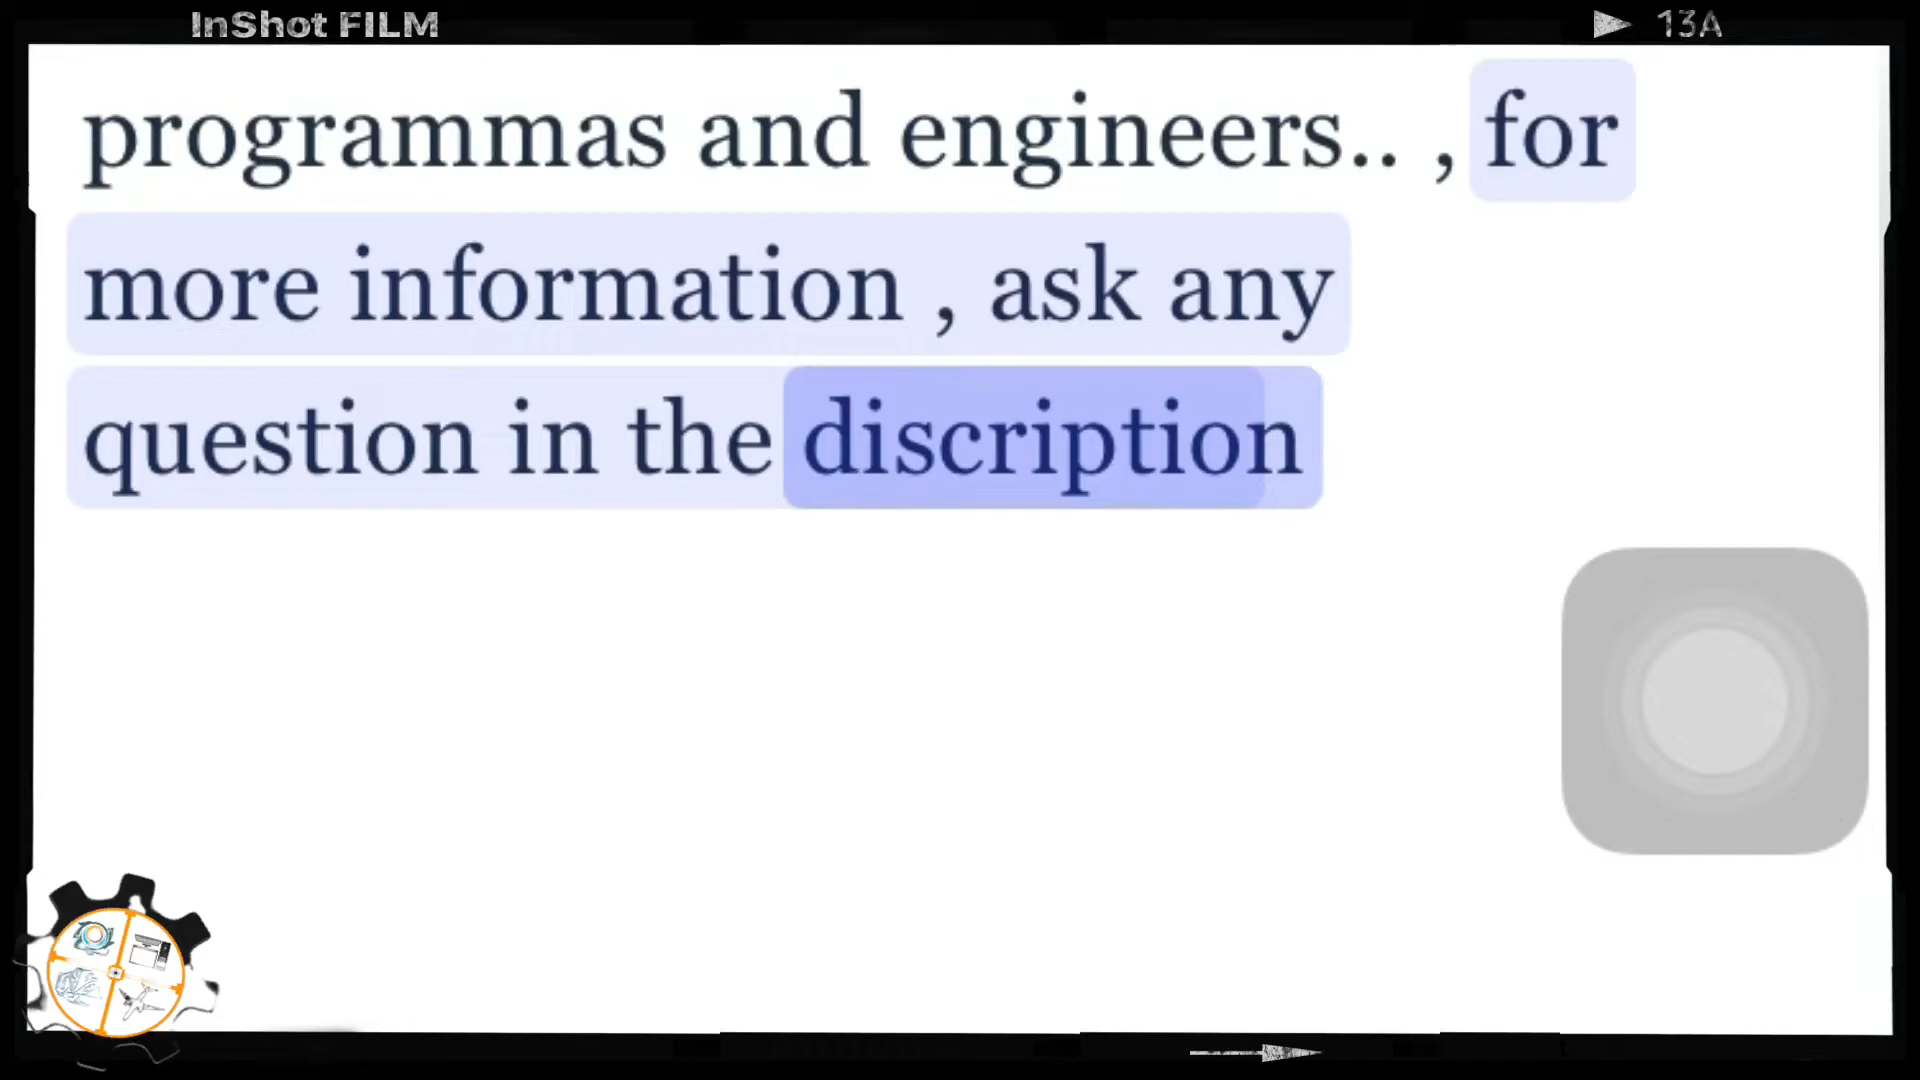 InShot FILM
13A
programmas and engineers.. , for
more information , ask any
question in the discription